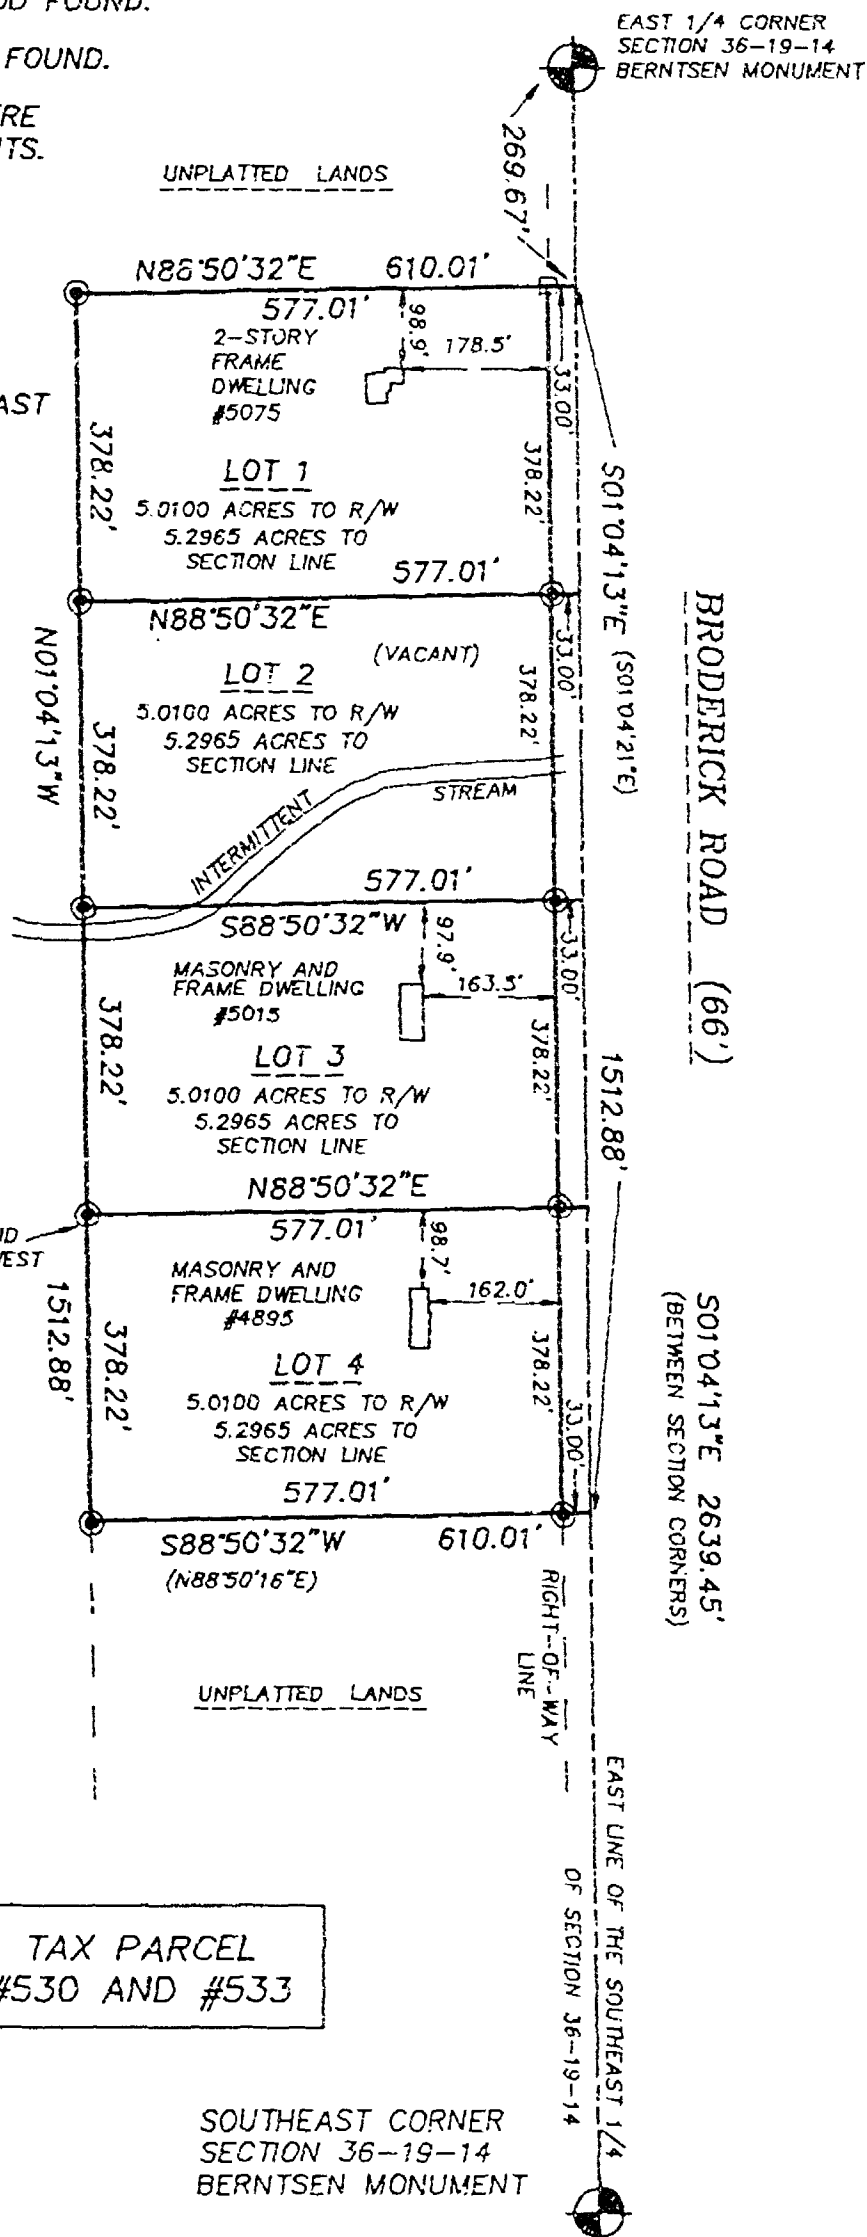 OD FOUND.
FOUND.
ERE
NTS.
EAST 1/4 CORNER
SECTION 36-19-14
BERNTSEN MONUMENT
269.67'
UNPLATTED LANDS
N88°50'32"E 610.01'
577.01'
2-STORY
FRAME
DWELLING
#5075
98.9'
178.5'
33.00'
AST
378.22'
378.22'
LOT 1
5.0100 ACRES TO R/W
5.2965 ACRES TO
SECTION LINE
S01°04'13"E (S01°04'21"E)
577.01'
N88°50'32"E
(VACANT)
33.00'
BRODERICK ROAD (66')
N01°04'13"W
LOT 2
5.0100 ACRES TO R/W
5.2965 ACRES TO
SECTION LINE
378.22'
378.22'
INTERMITTENT
STREAM
577.01'
S88°50'32"W
97.9'
33.00'
MASONRY AND
FRAME DWELLING
#5015
163.5'
378.22'
378.22'
LOT 3
5.0100 ACRES TO R/W
5.2965 ACRES TO
SECTION LINE
1512.88'
N88°50'32"E
577.01'
ND
WEST
98.7'
MASONRY AND
FRAME DWELLING
#4895
162.0'
1512.88'
378.22'
378.22'
LOT 4
5.0100 ACRES TO R/W
5.2965 ACRES TO
SECTION LINE
33.00'
S01°04'13"E 2639.45'
(BETWEEN SECTION CORNERS)
577.01'
S88°50'32"W 610.01'
(N88°50'16"E)
RIGHT-OF-WAY
LINE
UNPLATTED LANDS
EAST LINE OF THE SOUTHEAST 1/4
OF SECTION 36-19-14
TAX PARCEL
#530 AND #533
SOUTHEAST CORNER
SECTION 36-19-14
BERNTSEN MONUMENT